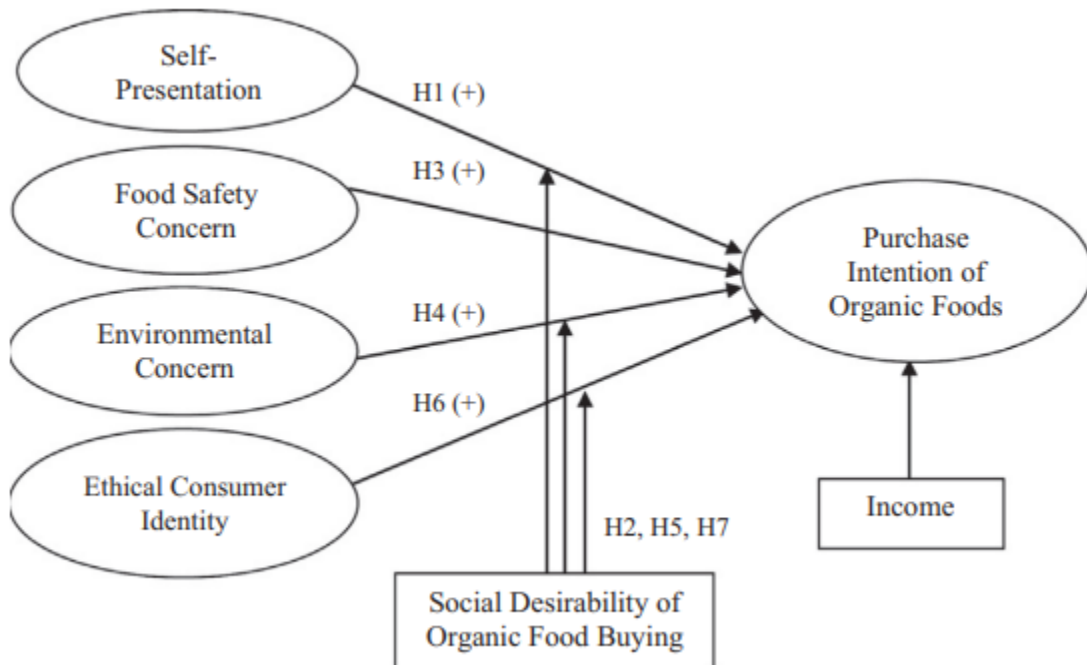 Self-
Presentation
H1 (+)
Food Safety
Concern
H3 (+)
Purchase
Intention of
Organic Foods
Environmental
Concern
H4 (+)
H6 (+)
Ethical Consumer
Identity
Income
H2, H5, H7
Social Desirability of
Organic Food Buying